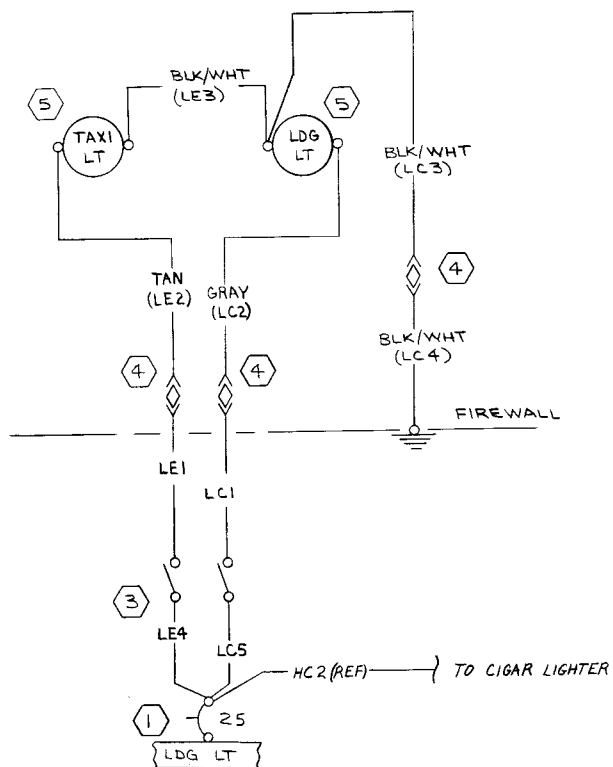 BLK/WHT
(LE3)
5
5
TAXI
LT
LDG
LT
BLK/WHT
(LC3)
TAN
(LE2)
GRAY
(LC2)
4
BLK/WHT
(LC4)
4
4
FIREWALL
LE1
LC1
3
LE4
LC5
HC2 (REF)
TO CIGAR LIGHTER
1
25
LDG LT